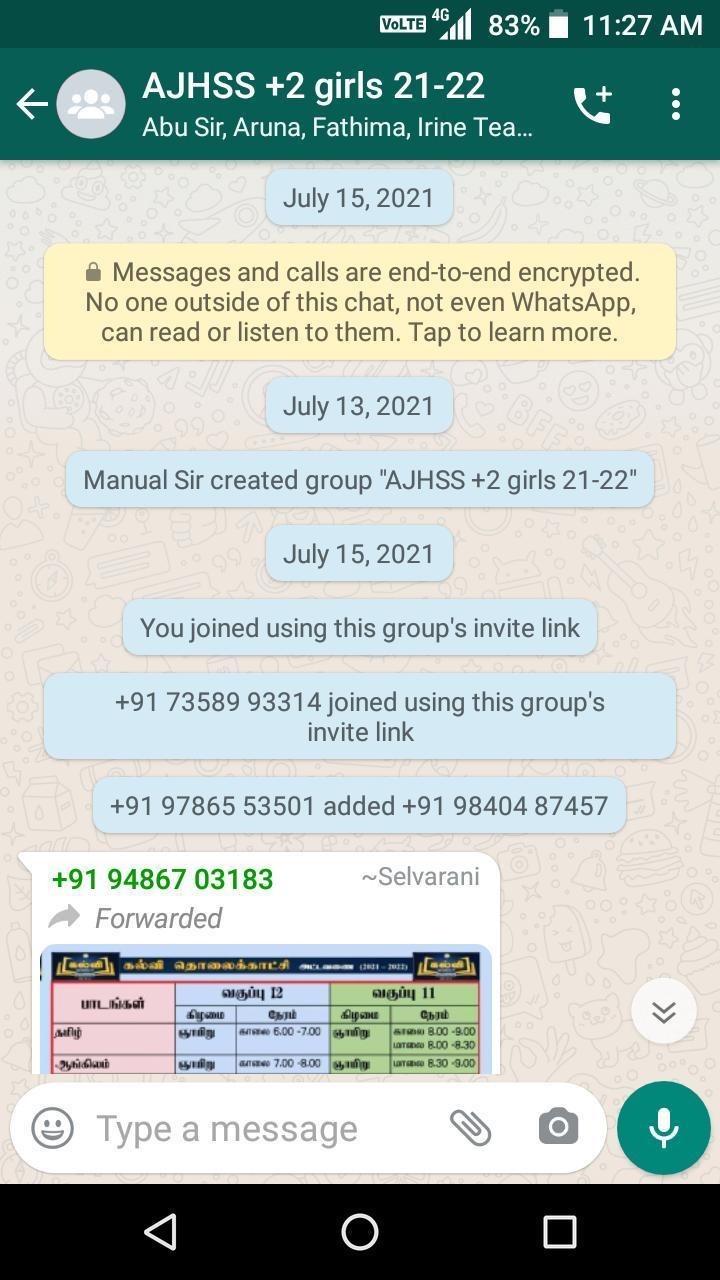 VoLTE 4G 83% 11:27 AM
AJHSS +2 girls 21-22
Abu Sir, Aruna, Fathima, Irine Tea...
July 15, 2021
Messages and calls are end-to-end encrypted.
No one outside of this chat, not even WhatsApp,
can read or listen to them. Tap to learn more.
July 13, 2021
Manual Sir created group "AJHSS +2 girls 21-22"
July 15, 2021
You joined using this group's invite link
+91 73589 93314 joined using this group's
invite link
+91 97865 53501 added +91 98404 87457
+91 94867 03183 ~Selvarani
Forwarded
கல்வி கல்வி தொலைக்காட்சி அட்டவணை (2021 - 2022) கல்வி
பாடங்கள் வகுப்பு 12 வகுப்பு 11
கிழமை நேரம் கிழமை நேரம்
தமிழ் ஞாயிறு காலை 6.00 -7.00 ஞாயிறு காலை 8.00 -9.00
மாலை 8.00 -8.30
ஆங்கிலம் ஞாயிறு காலை 7.00 -8.00 ஞாயிறு மாலை 8.30 -9.00
Type a message